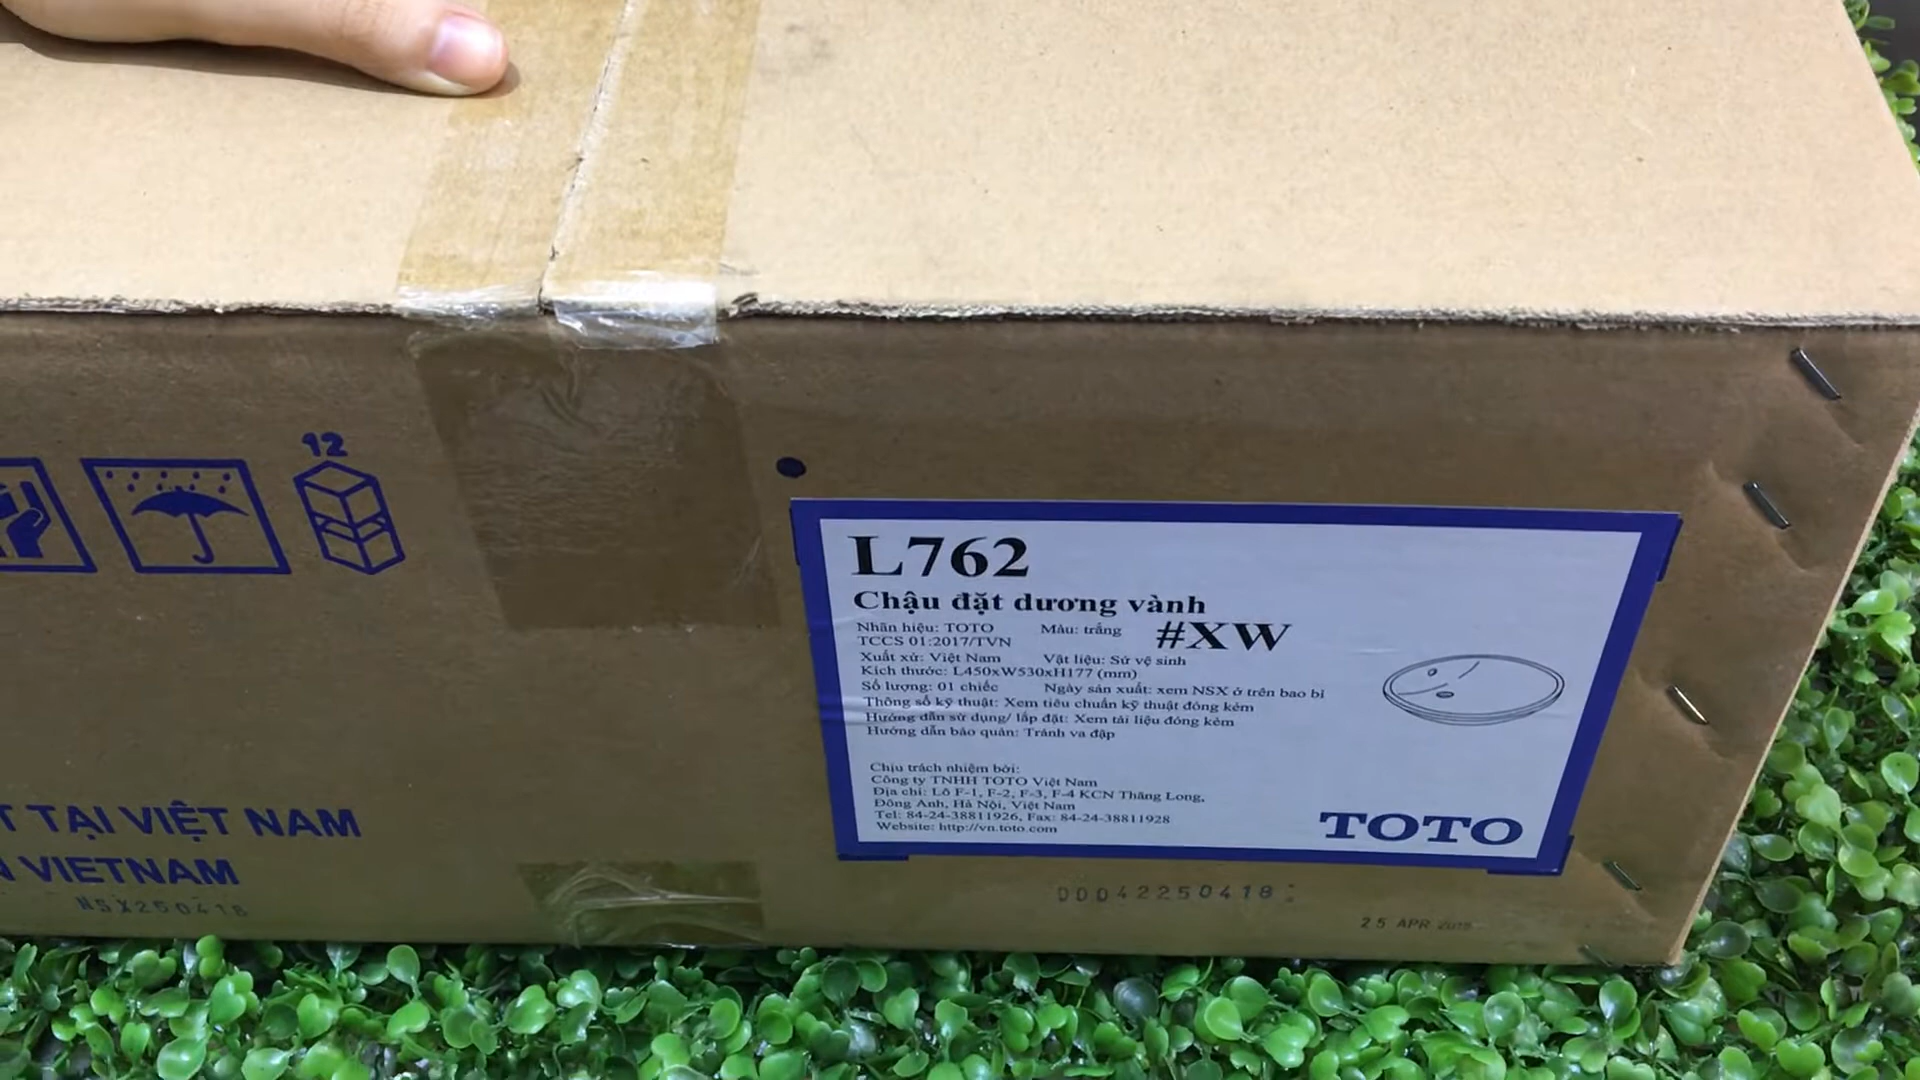 12
T TẠI VIỆT NAM
VIETNAM
NSX250418
L762
Chậu đặt dương vành
Nhãn hiệu: TOTO Màu: trắng #XW
TCCS 01:2017/TVN
Xuất xứ: Việt Nam Vật liệu: Sứ vệ sinh
Kích thước: L450xW530xH177 (mm)
Số lượng: 01 chiếc Ngày sản xuất: xem NSX ở trên bao bì
Thông số kỹ thuật: Xem tiêu chuẩn kỹ thuật đóng kèm
Hướng dẫn sử dụng/ lắp đặt: Xem tài liệu đóng kèm
Hướng dẫn bảo quản: Tránh va đập
Chịu trách nhiệm bởi:
Công ty TNHH TOTO Việt Nam
Địa chỉ: Lô F-1, F-2, F-3, F-4 KCN Thăng Long,
Đông Anh, Hà Nội, Việt Nam
Tel: 84-24-38811926, Fax: 84-24-38811928
Website: http://vn.toto.com
TOTO
00042250418
25 APR